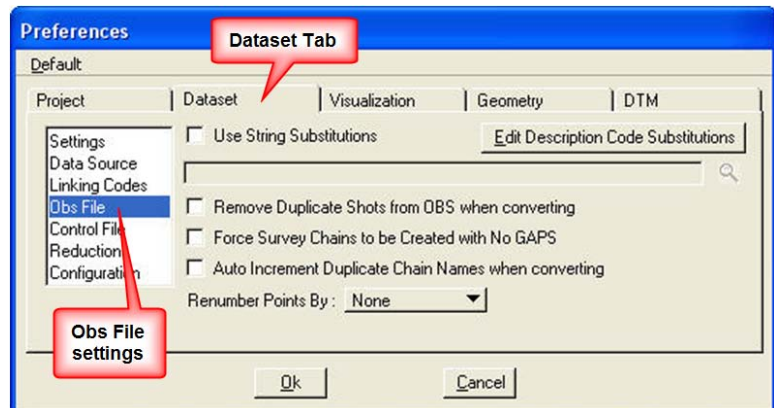 Preferences
Dataset Tab
Default
Project Dataset Visualization Geometry DTM
Settings
Data Source
Linking Codes
Obs File
Control File
Reduction
Configuration
Use String Substitutions Edit Description Code Substitutions
Remove Duplicate Shots from OBS when converting
Force Survey Chains to be Created with No GAPS
Auto Increment Duplicate Chain Names when converting
Renumber Points By : None
Obs File
settings
Ok Cancel